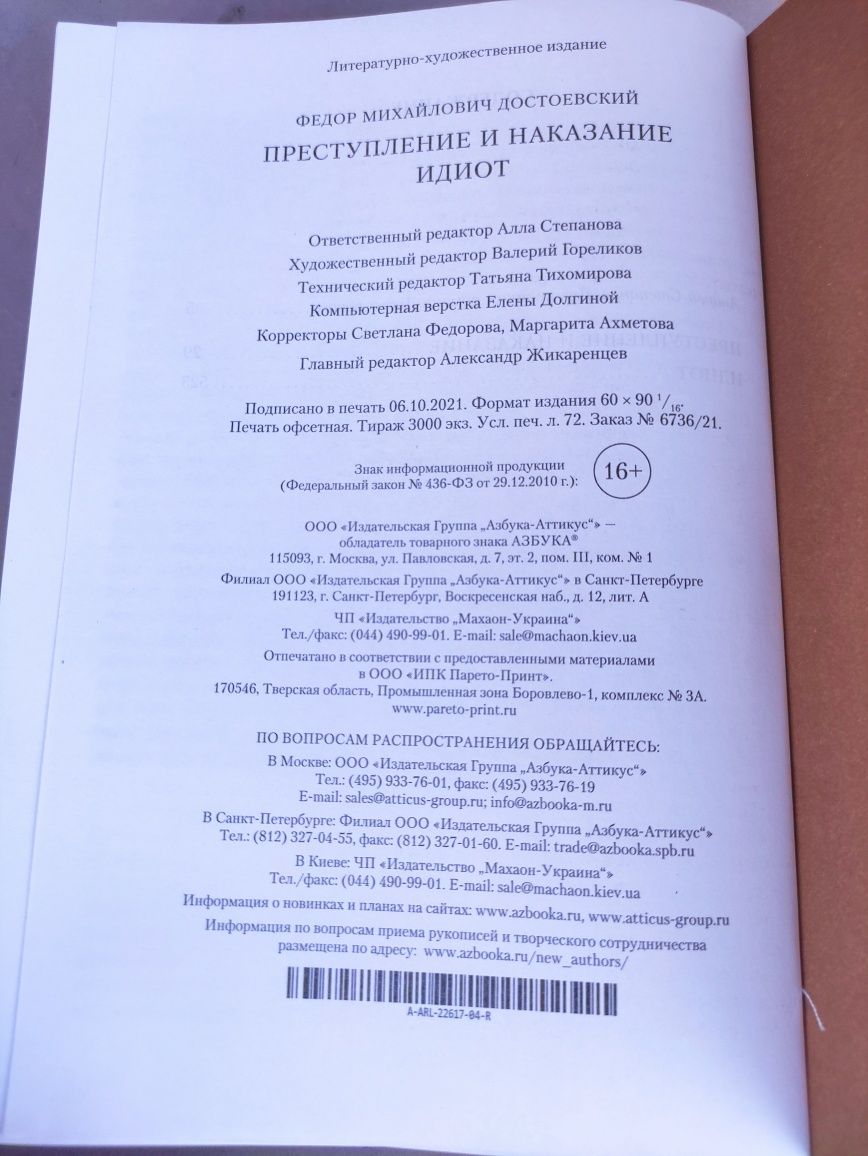 Литературно-художественное издание
ФЕДОР МИХАЙЛОВИЧ ДОСТОЕВСКИЙ
ПРЕСТУПЛЕНИЕ И НАКАЗАНИЕ
ИДИОТ
Ответственный редактор Алла Степанова
Художественный редактор Валерий Гореликов
Технический редактор Татьяна Тихомирова
Компьютерная верстка Елены Долгиной
Корректоры Светлана Федорова, Маргарита Ахметова
Главный редактор Александр Жикаренцев
Подписано в печать 06.10.2021. Формат издания 60 × 90 1/16.
Печать офсетная. Тираж 3000 экз. Усл. печ. л. 72. Заказ № 6736/21.
Знак информационной продукции
(Федеральный закон № 436-ФЗ от 29.12.2010 г.):
16+
ООО «Издательская Группа „Азбука-Аттикус“» —
обладатель товарного знака АЗБУКА®
115093, г. Москва, ул. Павловская, д. 7, эт. 2, пом. III, ком. № 1
Филиал ООО «Издательская Группа „Азбука-Аттикус“» в Санкт-Петербурге
191123, г. Санкт-Петербург, Воскресенская наб., д. 12, лит. А
ЧП «Издательство „Махаон-Украина“»
Тел./факс: (044) 490-99-01. E-mail: sale@machaon.kiev.ua
Отпечатано в соответствии с предоставленными материалами
в ООО «ИПК Парето-Принт».
170546, Тверская область, Промышленная зона Боровлево-1, комплекс № 3А.
www.pareto-print.ru
ПО ВОПРОСАМ РАСПРОСТРАНЕНИЯ ОБРАЩАЙТЕСЬ:
В Москве: ООО «Издательская Группа „Азбука-Аттикус“»
Тел.: (495) 933-76-01, факс: (495) 933-76-19
E-mail: sales@atticus-group.ru; info@azbooka-m.ru
В Санкт-Петербурге: Филиал ООО «Издательская Группа „Азбука-Аттикус“»
Тел.: (812) 327-04-55, факс: (812) 327-01-60. E-mail: trade@azbooka.spb.ru
В Киеве: ЧП «Издательство „Махаон-Украина“»
Тел./факс: (044) 490-99-01. E-mail: sale@machaon.kiev.ua
Информация о новинках и планах на сайтах: www.azbooka.ru, www.atticus-group.ru
Информация по вопросам приема рукописей и творческого сотрудничества
размещена по адресу: www.azbooka.ru/new_authors/
A-ARL-22617-04-R